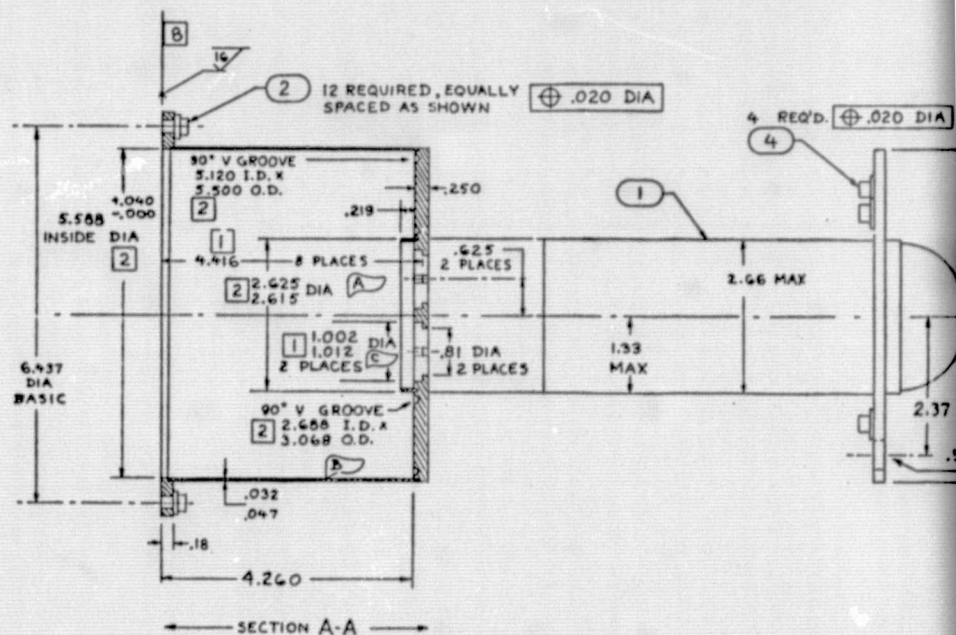 B
16
2 12 REQUIRED, EQUALLY
SPACED AS SHOWN
⌖ .020 DIA
4 REQ'D. ⌖ .020 DIA
4
90° V GROOVE
5.120 I.D. x
5.500 O.D.
2
.250
.219
1
+.040
5.588 -.000
INSIDE DIA
2
1
4.416 8 PLACES
.625
2 PLACES
2 2.625 DIA A
2.615
2.66 MAX
1 1.002 DIA
1.012
2 PLACES C
.81 DIA
2 PLACES
1.33
MAX
6.437
DIA
BASIC
90° V GROOVE
2 2.688 I.D. x
3.068 O.D.
2.37
B
.032
.047
.18
4.260
SECTION A-A